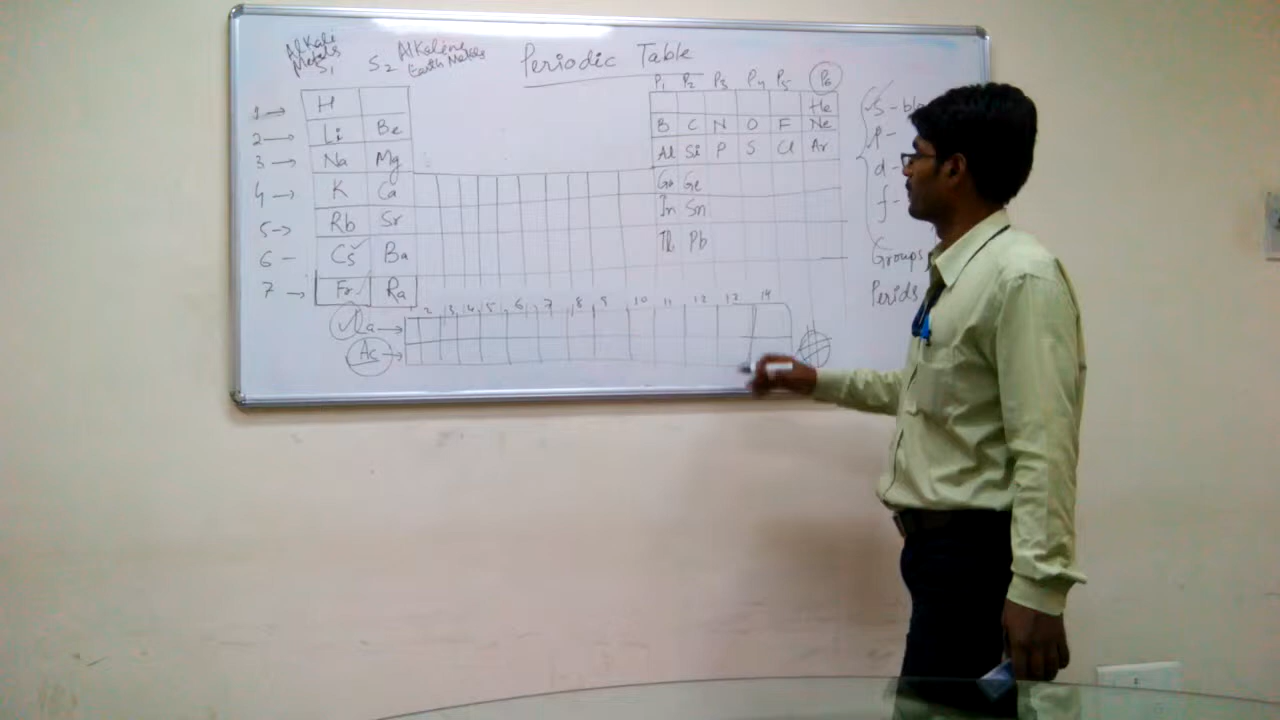 Alkali Metals S1
S2 Alkaline Earth Metals
Periodic Table
P1 P2 P3 P4 P5 P6
1 → H He
2 → Li Be B C N O F Ne
3 → Na Mg Al Si P S Cl Ar
4 → K Ca Ga Ge
5 → Rb Sr In Sn
6 - Cs Ba Tl Pb
7 → Fr Ra
2 3 4 5 6 7 8 9 10 11 12 13 14
La →
Ac →
S - blo
P -
d -
f -
Groups
Perids